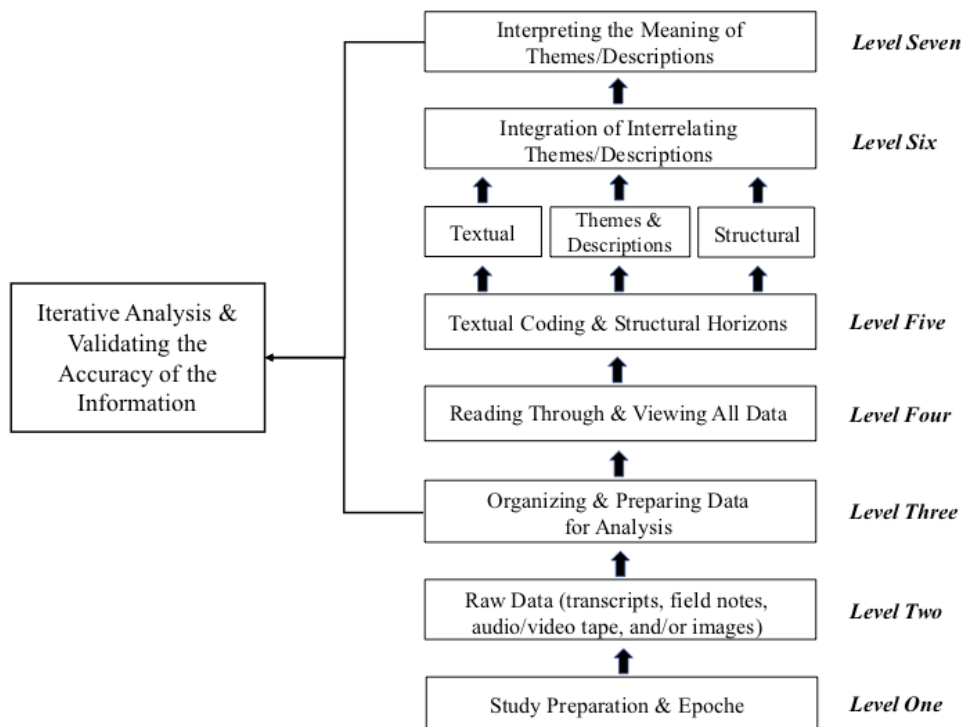 Interpreting the Meaning of
Themes/Descriptions
Level Seven
Integration of Interrelating
Themes/Descriptions
Level Six
Textual
Themes &
Descriptions
Structural
Iterative Analysis &
Validating the
Accuracy of the
Information
Textual Coding & Structural Horizons
Level Five
Reading Through & Viewing All Data
Level Four
Organizing & Preparing Data
for Analysis
Level Three
Raw Data (transcripts, field notes,
audio/video tape, and/or images)
Level Two
Study Preparation & Epoche
Level One